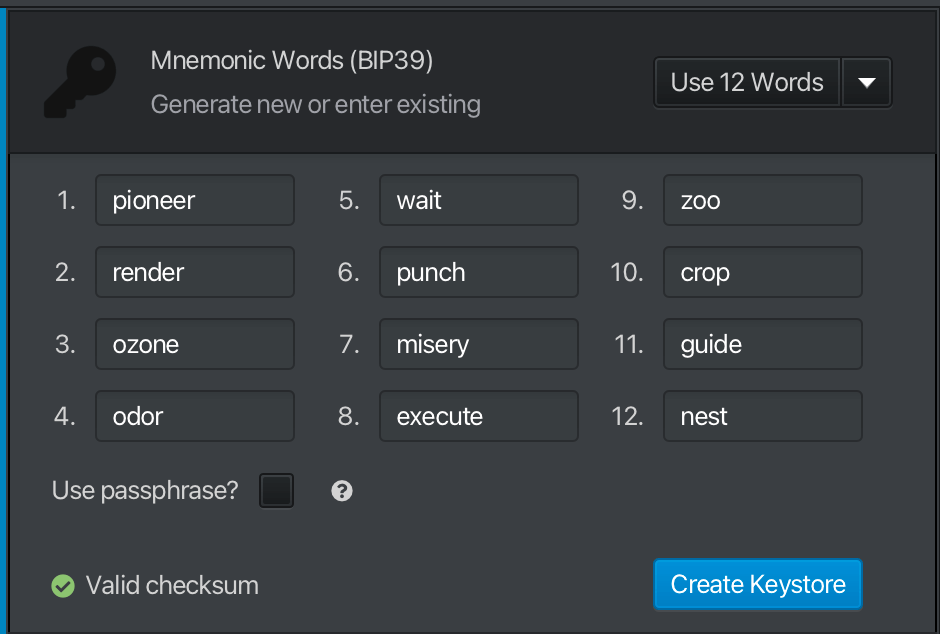 Mnemonic Words (BIP39)
Generate new or enter existing
Use 12 Words
1. pioneer
2. render
3. ozone
4. odor
5. wait
6. punch
7. misery
8. execute
9. zoo
10. crop
11. guide
12. nest
Use passphrase? ?
Valid checksum
Create Keystore